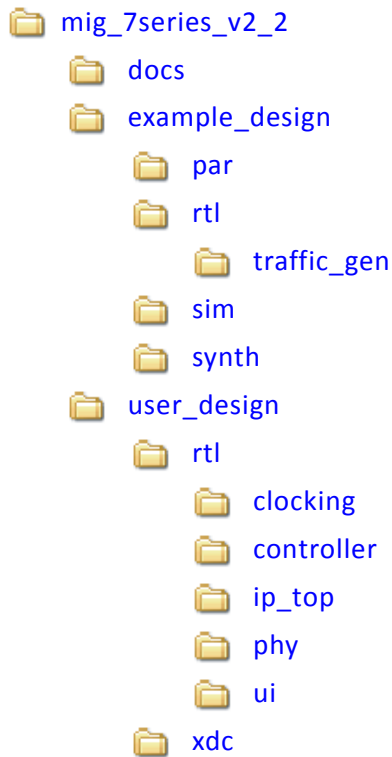 mig_7series_v2_2
docs
example_design
par
rtl
traffic_gen
sim
synth
user_design
rtl
clocking
controller
ip_top
phy
ui
xdc